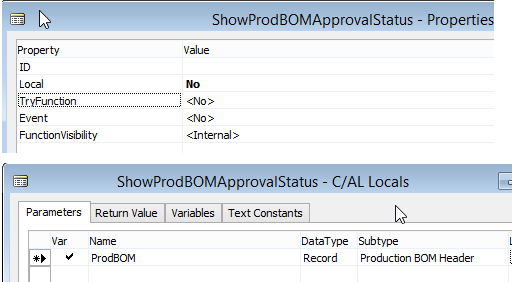 ShowProdBOMApprovalStatus - Properties
Property Value
ID
Local No
TryFunction <No>
Event <No>
FunctionVisibility <Internal>
ShowProdBOMApprovalStatus - C/AL Locals
Parameters Return Value Variables Text Constants
Var Name DataType Subtype L
ProdBOM Record Production BOM Header